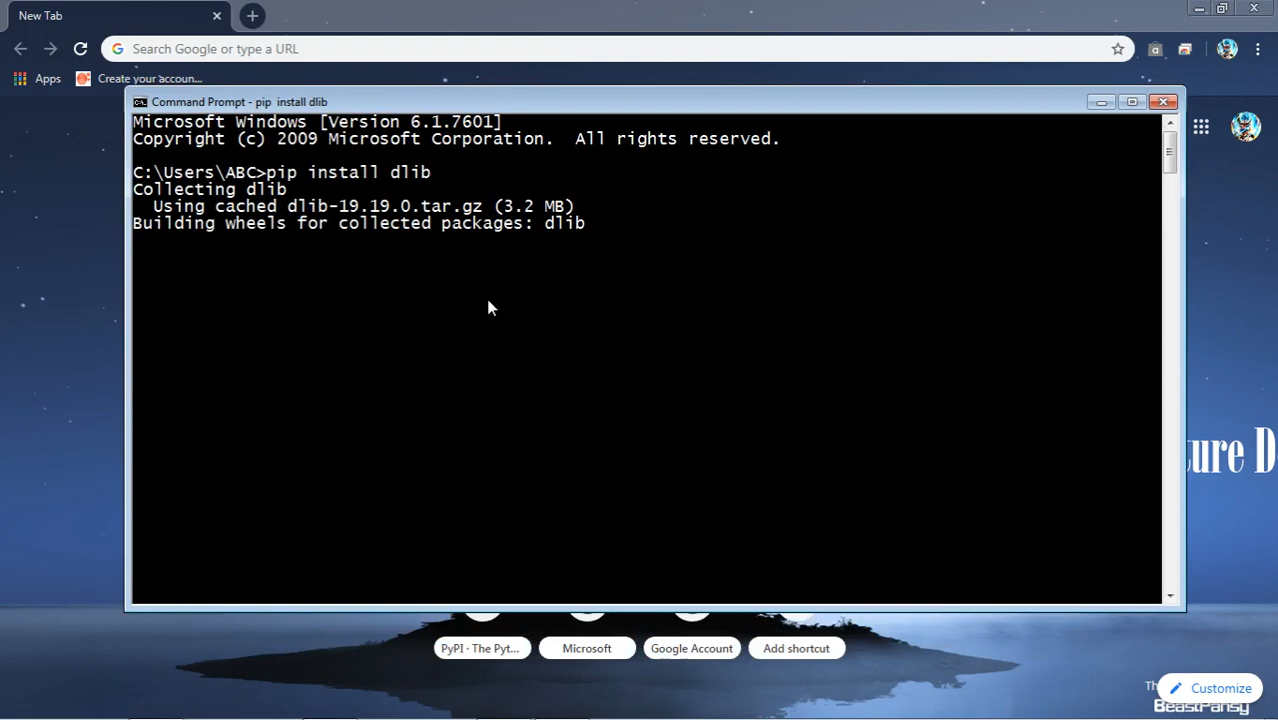 New Tab
Search Google or type a URL
Apps
Create your accoun...
Command Prompt - pip  install dlib
Microsoft Windows [Version 6.1.7601]
Copyright (c) 2009 Microsoft Corporation.  All rights reserved.
C:\Users\ABC>pip install dlib
Collecting dlib
  Using cached dlib-19.19.0.tar.gz (3.2 MB)
Building wheels for collected packages: dlib
PyPI · The Pyt...
Microsoft
Google Account
Add shortcut
Customize
BeastPansy